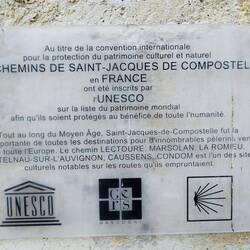 Au titre de la convention internationale
pour la protection du patrimoine culturel et naturel
CHEMINS DE SAINT-JACQUES DE COMPOSTEL
en FRANCE
ont été inscrits par
l'UNESCO
sur la liste du patrimoine mondial
afin qu'ils soient protégés au bénéfice de toute l'humanité.
Tout au long du Moyen Âge, Saint-Jacques-de-Compostelle fut la
mportante de toutes les destinations pour d'innombrables pèlerins ven
toute l'Europe. Le chemin LECTOURE, MARSOLAN, LA ROMIEU,
TELNAU-SUR-L'AUVIGNON, CAUSSENS, CONDOM est l'un des site
culturels notables sur les routes qu'ils empruntaient.
UNESCO